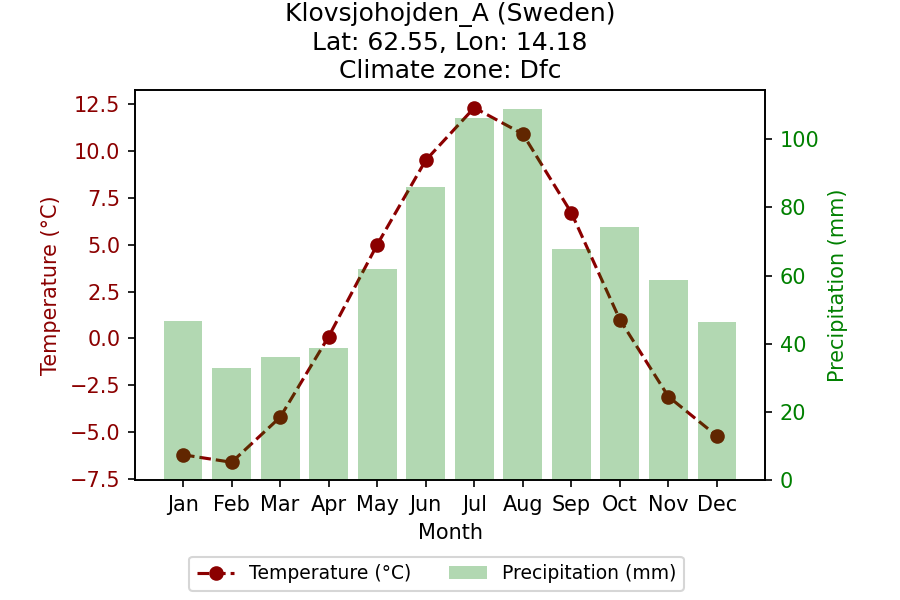 Klovsjohojden_A (Sweden)
Lat: 62.55, Lon: 14.18
Climate zone: Dfc
12.5
10.0
7.5
5.0
2.5
0.0
−2.5
−5.0
−7.5
Temperature (°C)
100
80
60
40
20
0
Precipitation (mm)
Jan Feb Mar Apr May Jun Jul Aug Sep Oct Nov Dec
Month
Temperature (°C) Precipitation (mm)